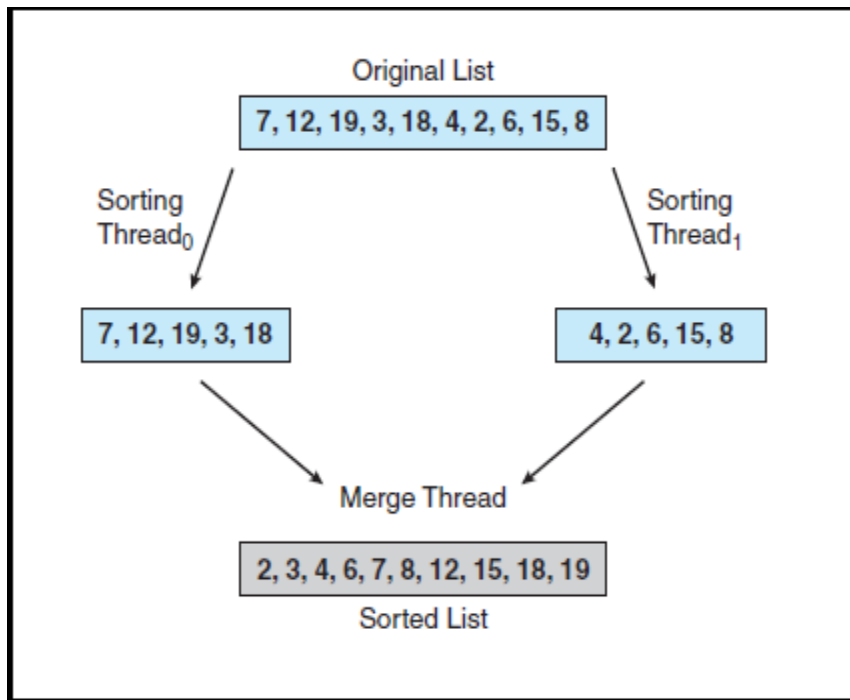 Original List
7, 12, 19, 3, 18, 4, 2, 6, 15, 8
Sorting
Thread0
Sorting
Thread1
7, 12, 19, 3, 18
4, 2, 6, 15, 8
Merge Thread
2, 3, 4, 6, 7, 8, 12, 15, 18, 19
Sorted List